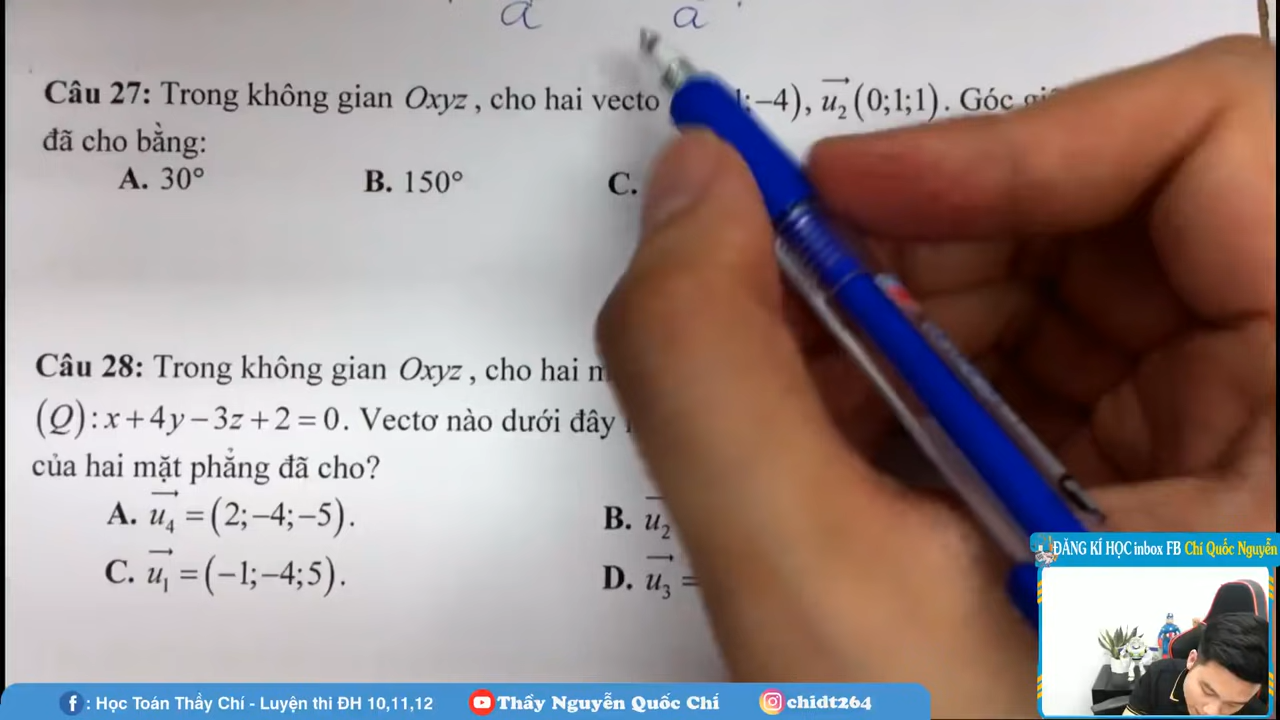 a a
Câu 27: Trong không gian Oxyz, cho hai vecto ;-4), u₂(0;1;1). Góc
đã cho bằng:
A. 30° B. 150° C.
Câu 28: Trong không gian Oxyz, cho hai
(Q): x+4y-3z+2=0. Vectơ nào dưới đây
của hai mặt phẳng đã cho?
A. u₄ = (2;-4;-5). B. u₂
C. u₁ = (-1;-4;5). D. u₃ =
ĐĂNG KÍ HỌC inbox FB Chí Quốc Nguyễn
: Học Toán Thầy Chí - Luyện thi ĐH 10,11,12 Thầy Nguyễn Quốc Chí chidt264